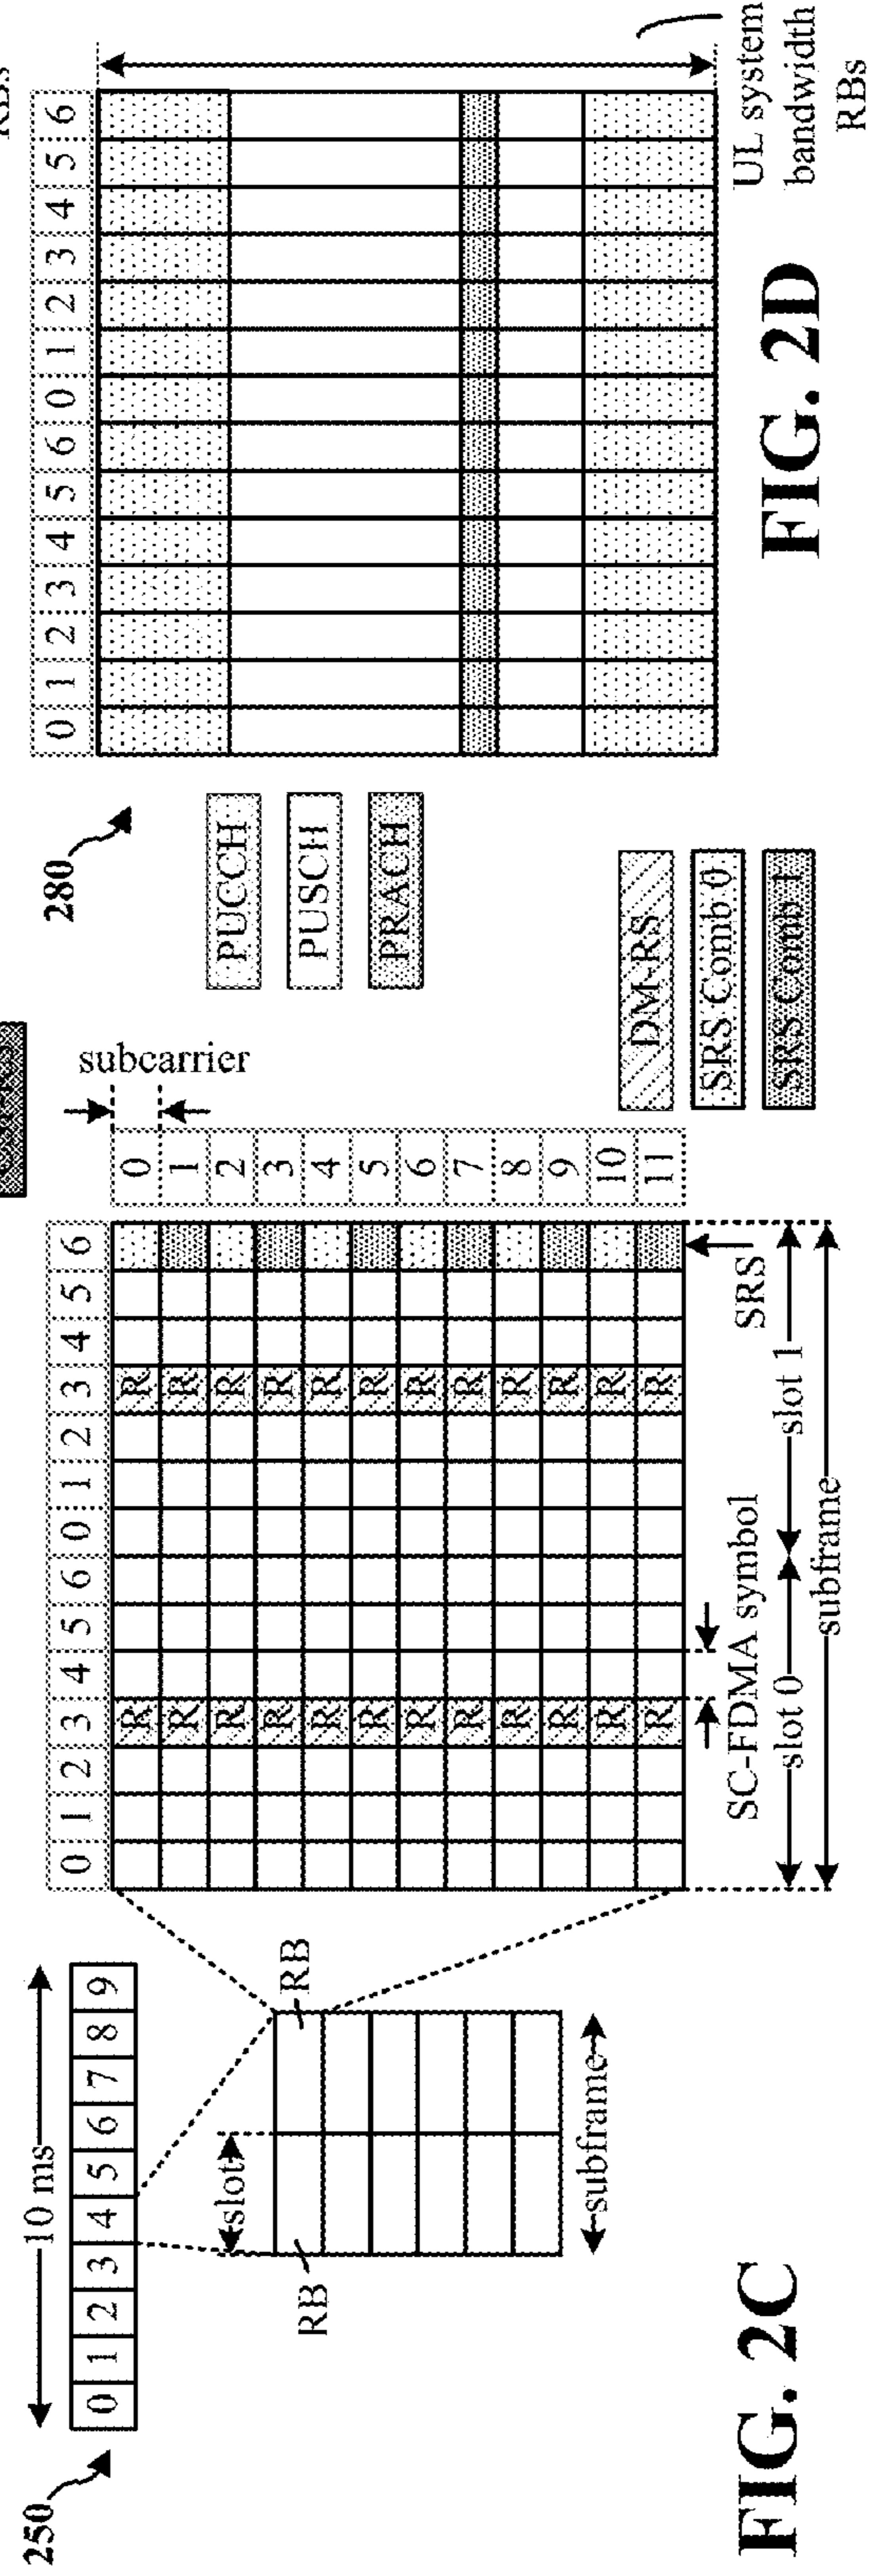 250
10 ms
0 1 2 3 4 5 6 7 8 9
slot
RB
RB
subframe
0 1 2 3 4 5 6 0 1 2 3 4 5 6
subcarrier
R R 0
R R 1
R R 2
R R 3
R R 4
R R 5
R R 6
R R 7
R R 8
R R 9
R R 10
R R 11
SRS
SC-FDMA symbol
slot 0
slot 1
subframe
DM-RS
SRS Comb 0
SRS Comb 1
FIG. 2C
280
PUCCH
PUSCH
PRACH
0 1 2 3 4 5 6 0 1 2 3 4 5 6
UL system
bandwidth
RBs
FIG. 2D